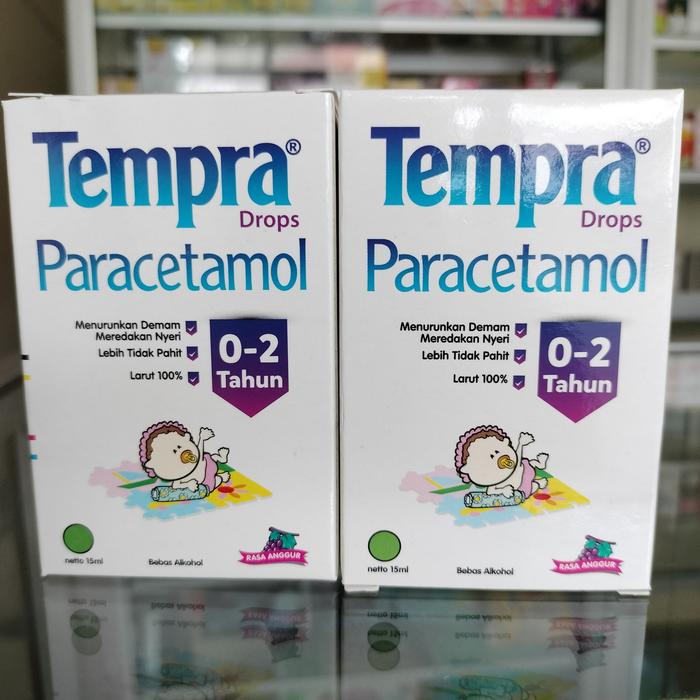 Tempra®
Drops
Paracetamol
Menurunkan Demam
Meredakan Nyeri
Lebih Tidak Pahit
Larut 100%
0-2
Tahun
netto 15ml
Bebas Alkohol
RASA ANGGUR
Tempra®
Drops
Paracetamol
Menurunkan Demam
Meredakan Nyeri
Lebih Tidak Pahit
Larut 100%
0-2
Tahun
netto 15ml
Bebas Alkohol
RASA ANGGUR